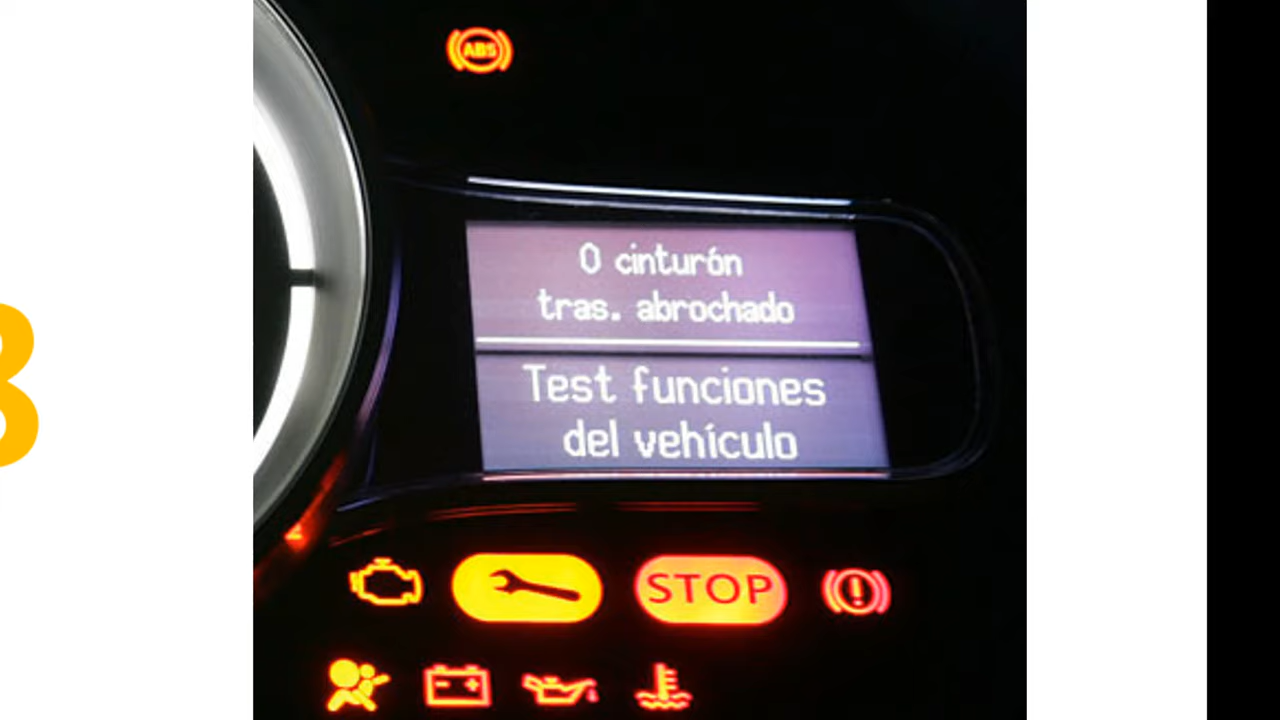 ABS
0 cinturón
tras. abrochado
Test funciones
del vehículo
STOP